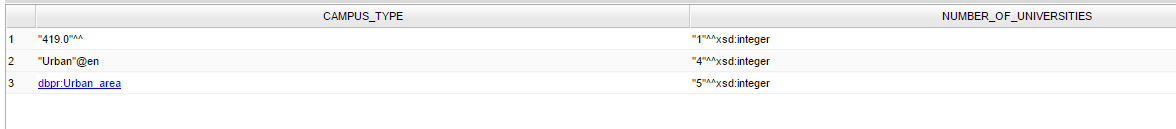 CAMPUS_TYPE NUMBER_OF_UNIVERSITIES
1 "419.0"^^ "1"^^xsd:integer
2 "Urban"@en "4"^^xsd:integer
3 dbpr:Urban_area "5"^^xsd:integer